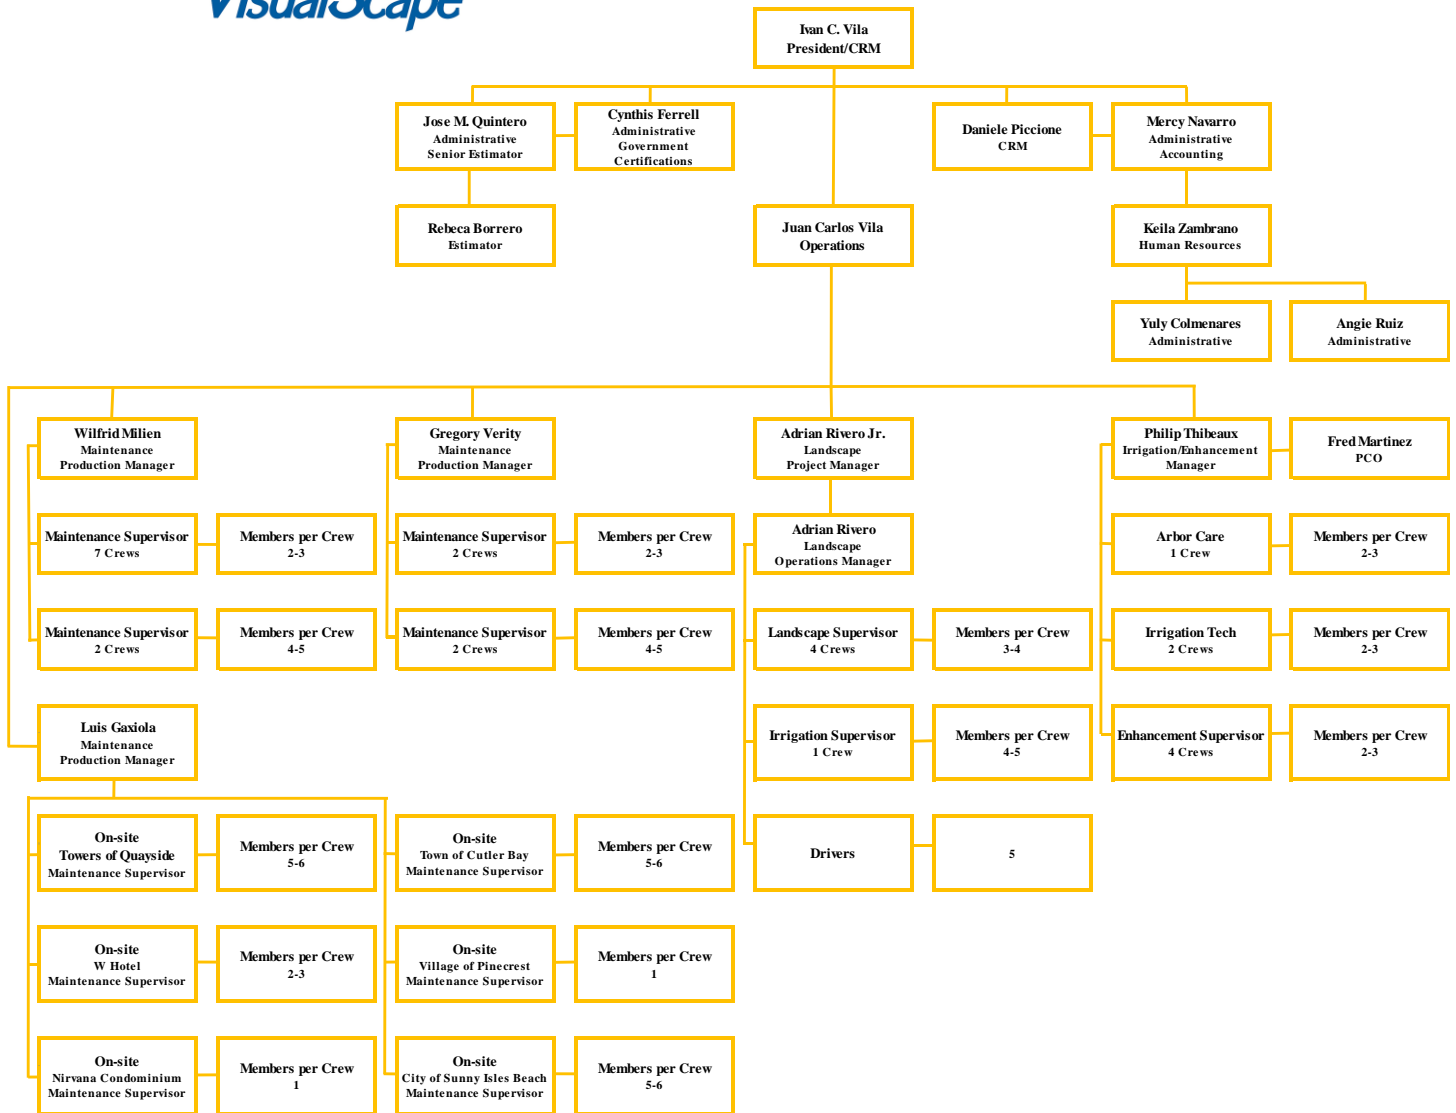 VisualScape
Ivan C. Vila
President/CRM
Jose M. Quintero
Administrative
Senior Estimator
Cynthis Ferrell
Administrative
Government
Certifications
Daniele Piccione
CRM
Mercy Navarro
Administrative
Accounting
Rebeca Borrero
Estimator
Juan Carlos Vila
Operations
Keila Zambrano
Human Resources
Yuly Colmenares
Administrative
Angie Ruiz
Administrative
Wilfrid Milien
Maintenance
Production Manager
Gregory Verity
Maintenance
Production Manager
Adrian Rivero Jr.
Landscape
Project Manager
Philip Thibeaux
Irrigation/Enhancement
Manager
Fred Martinez
PCO
Maintenance Supervisor
7 Crews
Members per Crew
2-3
Maintenance Supervisor
2 Crews
Members per Crew
2-3
Adrian Rivero
Landscape
Operations Manager
Arbor Care
1 Crew
Members per Crew
2-3
Maintenance Supervisor
2 Crews
Members per Crew
4-5
Maintenance Supervisor
2 Crews
Members per Crew
4-5
Landscape Supervisor
4 Crews
Members per Crew
3-4
Irrigation Tech
2 Crews
Members per Crew
2-3
Luis Gaxiola
Maintenance
Production Manager
Irrigation Supervisor
1 Crew
Members per Crew
4-5
Enhancement Supervisor
4 Crews
Members per Crew
2-3
On-site
Towers of Quayside
Maintenance Supervisor
Members per Crew
5-6
On-site
Town of Cutler Bay
Maintenance Supervisor
Members per Crew
5-6
Drivers
5
On-site
W Hotel
Maintenance Supervisor
Members per Crew
2-3
On-site
Village of Pinecrest
Maintenance Supervisor
Members per Crew
1
On-site
Nirvana Condominium
Maintenance Supervisor
Members per Crew
1
On-site
City of Sunny Isles Beach
Maintenance Supervisor
Members per Crew
5-6